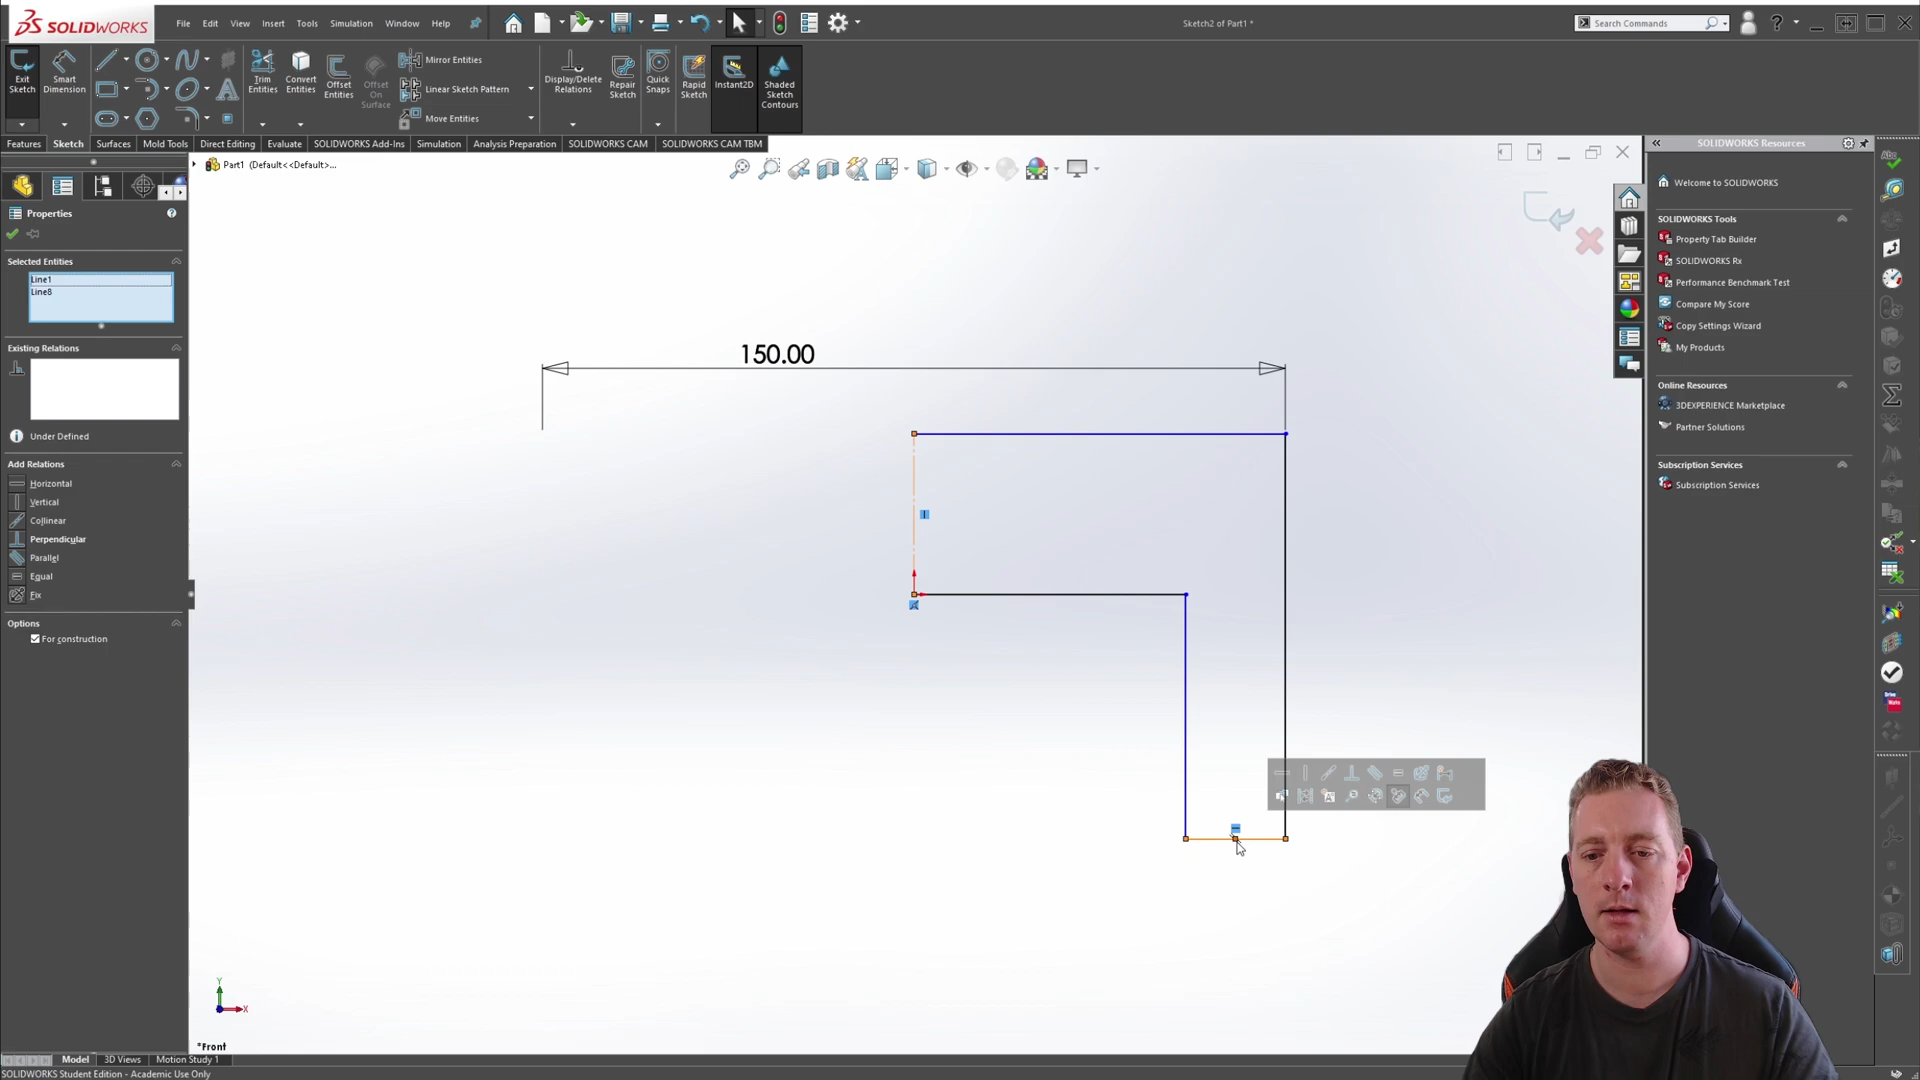 SOLIDWORKS
File Edit View Insert Tools Simulation Window Help
Sketch2 of Part1 *
Search Commands
Exit Sketch
Smart Dimension
Trim Entities
Convert Entities
Offset Entities
Offset On Surface
Mirror Entities
Linear Sketch Pattern
Move Entities
Display/Delete Relations
Repair Sketch
Quick Snaps
Rapid Sketch
Instant2D
Shaded Sketch Contours
Features Sketch Surfaces Mold Tools Direct Editing Evaluate SOLIDWORKS Add-Ins Simulation Analysis Preparation SOLIDWORKS CAM SOLIDWORKS CAM TBM
Part1 (Default<<Default>...
Properties
Selected Entities
Line1
Line8
Existing Relations
Under Defined
Add Relations
Horizontal
Vertical
Collinear
Perpendicular
Parallel
Equal
Fix
Options
For construction
150.00
Y
X
*Front
SOLIDWORKS Resources
Welcome to SOLIDWORKS
SOLIDWORKS Tools
Property Tab Builder
SOLIDWORKS Rx
Performance Benchmark Test
Compare My Score
Copy Settings Wizard
My Products
Online Resources
3DEXPERIENCE Marketplace
Partner Solutions
Subscription Services
Subscription Services
Model 3D Views Motion Study 1
SOLIDWORKS Student Edition - Academic Use Only